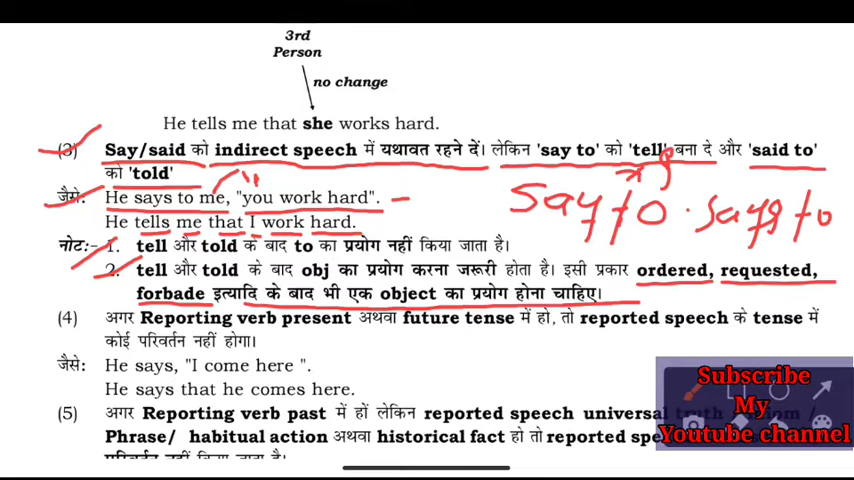 3rd
Person
no change
He tells me that she works hard.
(3) Say/said को indirect speech में यथावत रहने दें। लेकिन 'say to' को 'tell' बना दे और 'said to'
को 'told'
जैसे: He says to me, "you work hard".
He tells me that I work hard.
say to . says to
नोट:- 1. tell और told के बाद to का प्रयोग नहीं किया जाता है।
2. tell और told के बाद obj का प्रयोग करना जरूरी होता है। इसी प्रकार ordered, requested,
forbade इत्यादि के बाद भी एक object का प्रयोग होना चाहिए।
(4) अगर Reporting verb present अथवा future tense में हो, तो reported speech के tense में
कोई परिवर्तन नहीं होगा।
जैसे: He says, "I come here ".
He says that he comes here.
(5) अगर Reporting verb past में हों लेकिन reported speech universal
Phrase/ habitual action अथवा historical fact हो तो reported
Subscribe
My
Youtube channel